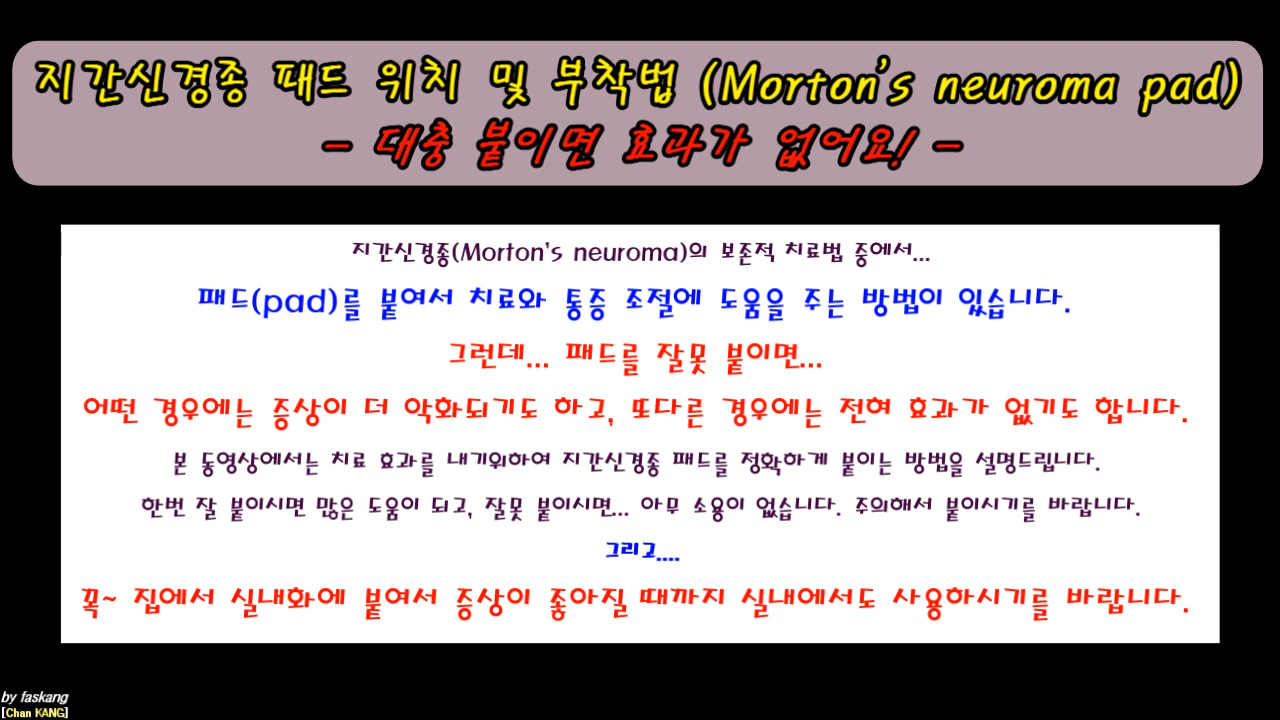 지간신경종 패드 위치 및 부착법 (Morton's neuroma pad)
- 대충 붙이면 효과가 없어요! -
지간신경종(Morton's neuroma)의 보존적 치료법 중에서...
패드(pad)를 붙여서 치료와 통증 조절에 도움을 주는 방법이 있습니다.
그런데... 패드를 잘못 붙이면...
어떤 경우에는 증상이 더 악화되기도 하고, 또다른 경우에는 전혀 효과가 없기도 합니다.
본 동영상에서는 치료 효과를 내기위하여 지간신경종 패드를 정확하게 붙이는 방법을 설명드립니다.
한번 잘 붙이시면 많은 도움이 되고, 잘못 붙이시면... 아무 소용이 없습니다. 주의해서 붙이시기를 바랍니다.
그리고....
꼭~ 집에서 실내화에 붙여서 증상이 좋아질 때까지 실내에서도 사용하시기를 바랍니다.
by faskang
[Chan KANG]